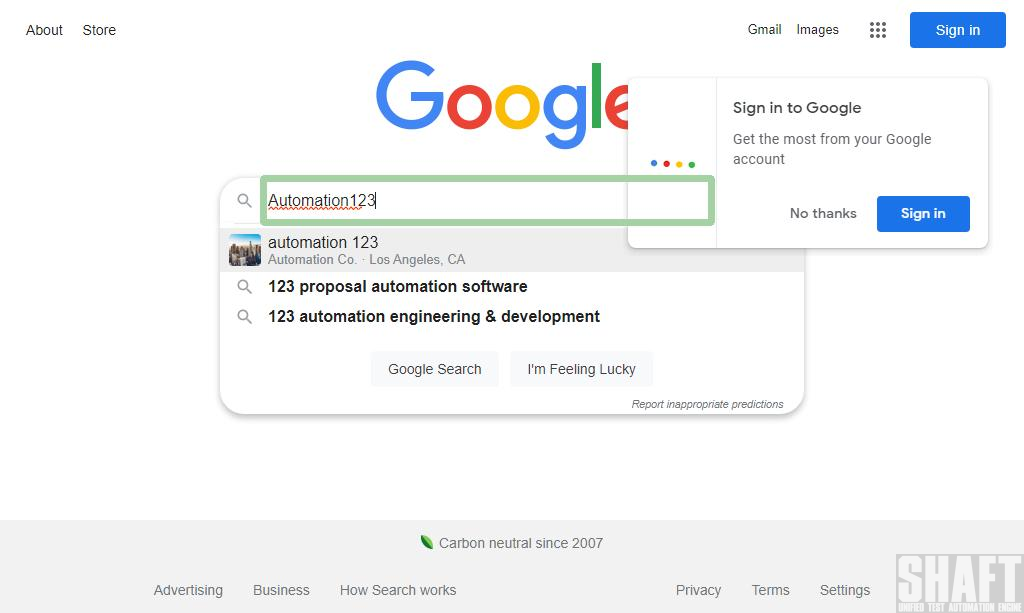 About Store
Gmail Images Sign in
Google
Sign in to Google
Get the most from your Google
account
No thanks Sign in
Automation123
automation 123
Automation Co. · Los Angeles, CA
123 proposal automation software
123 automation engineering & development
Google Search I'm Feeling Lucky
Report inappropriate predictions
Carbon neutral since 2007
Advertising Business How Search works
Privacy Terms Settings
SHAFT
UNIFIED TEST AUTOMATION ENGINE